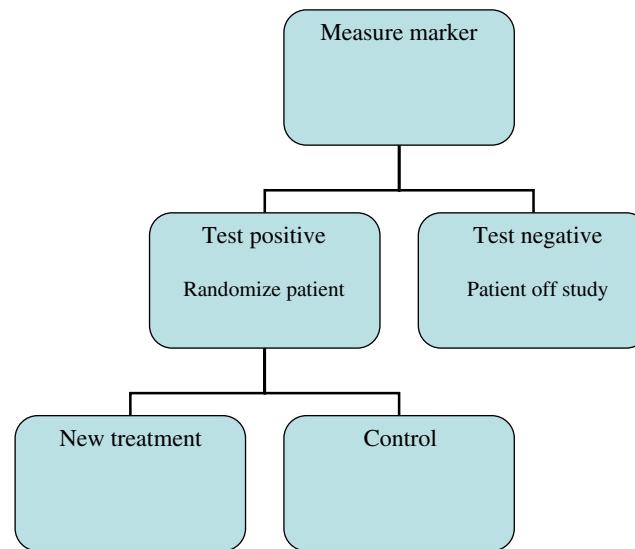 Measure marker
Test positive
Randomize patient
Test negative
Patient off study
New treatment
Control